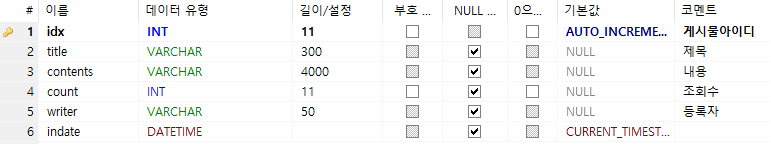 # 이름 데이터 유형 길이/설정 부호 ... NULL ... 0으... 기본값 코멘트
1 idx INT 11 AUTO_INCREME... 게시물아이디
2 title VARCHAR 300 NULL 제목
3 contents VARCHAR 4000 NULL 내용
4 count INT 11 NULL 조회수
5 writer VARCHAR 50 NULL 등록자
6 indate DATETIME CURRENT_TIMEST...